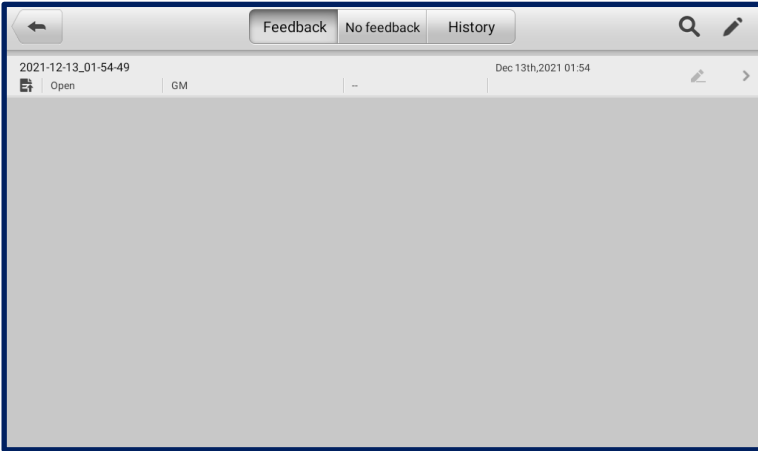 Feedback No feedback History
2021-12-13_01-54-49 Dec 13th,2021 01:54
Open GM --